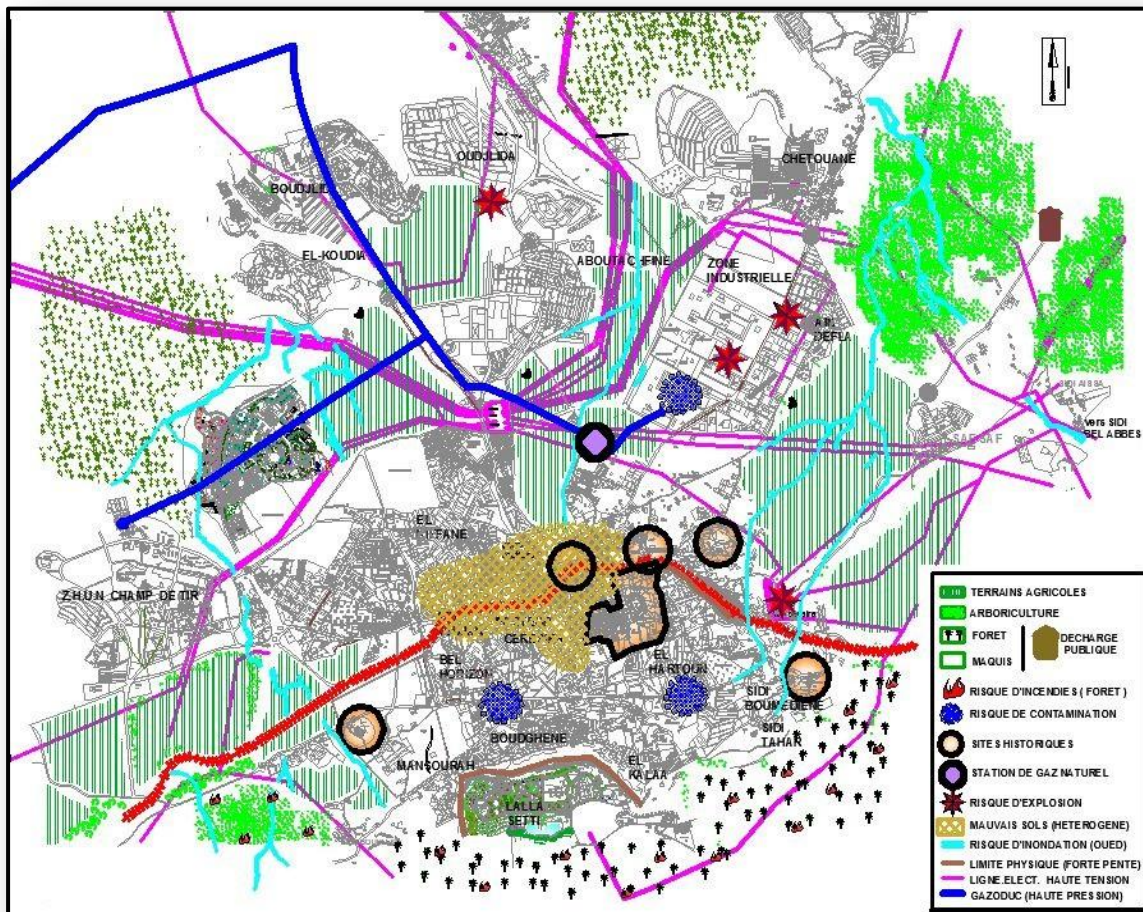 OUDJLIDA
CHETOUANE
BOUDJLI
EL-KOUDIA
ABOUTACHFINE
ZONE
INDUSTRIELLE
AIN
DEFLA
SIDI AISSA
vers SIDI
BEL ABBES
SAF SAF
EL
Z.H.U.N CHAMP DE TIR
CER
BEL
HORIZON
EL
HARTOUN
SIDI
BOUMEDIENE
SIDI
TAHAR
BOUDGHENE
EL
KALAA
MANSOURAH
LALLA
SETTI
TERRAINS AGRICOLES
ARBORICULTURE
FORET
MAQUIS
DECHARGE
PUBLIQUE
RISQUE D'INCENDIES ( FORET )
RISQUE DE CONTAMINATION
SITES HISTORIQUES
STATION DE GAZ NATUREL
RISQUE D'EXPLOSION
MAUVAIS SOLS (HETEROGENE)
RISQUE D'INONDATION (OUED)
LIMITE PHYSIQUE (FORTE PENTE)
LIGNE.ELECT. HAUTE TENSION
GAZODUC (HAUTE PRESSION)